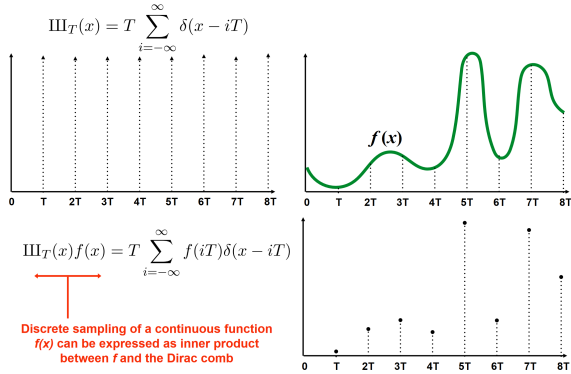 Ш_T(x) = T ∑_{i=-∞}^{∞} δ(x − iT)
0 T 2T 3T 4T 5T 6T 7T 8T
f(x)
0 T 2T 3T 4T 5T 6T 7T 8T
Ш_T(x)f(x) = T ∑_{i=-∞}^{∞} f(iT)δ(x − iT)
Discrete sampling of a continuous function
f(x) can be expressed as inner product
between f and the Dirac comb
0 T 2T 3T 4T 5T 6T 7T 8T